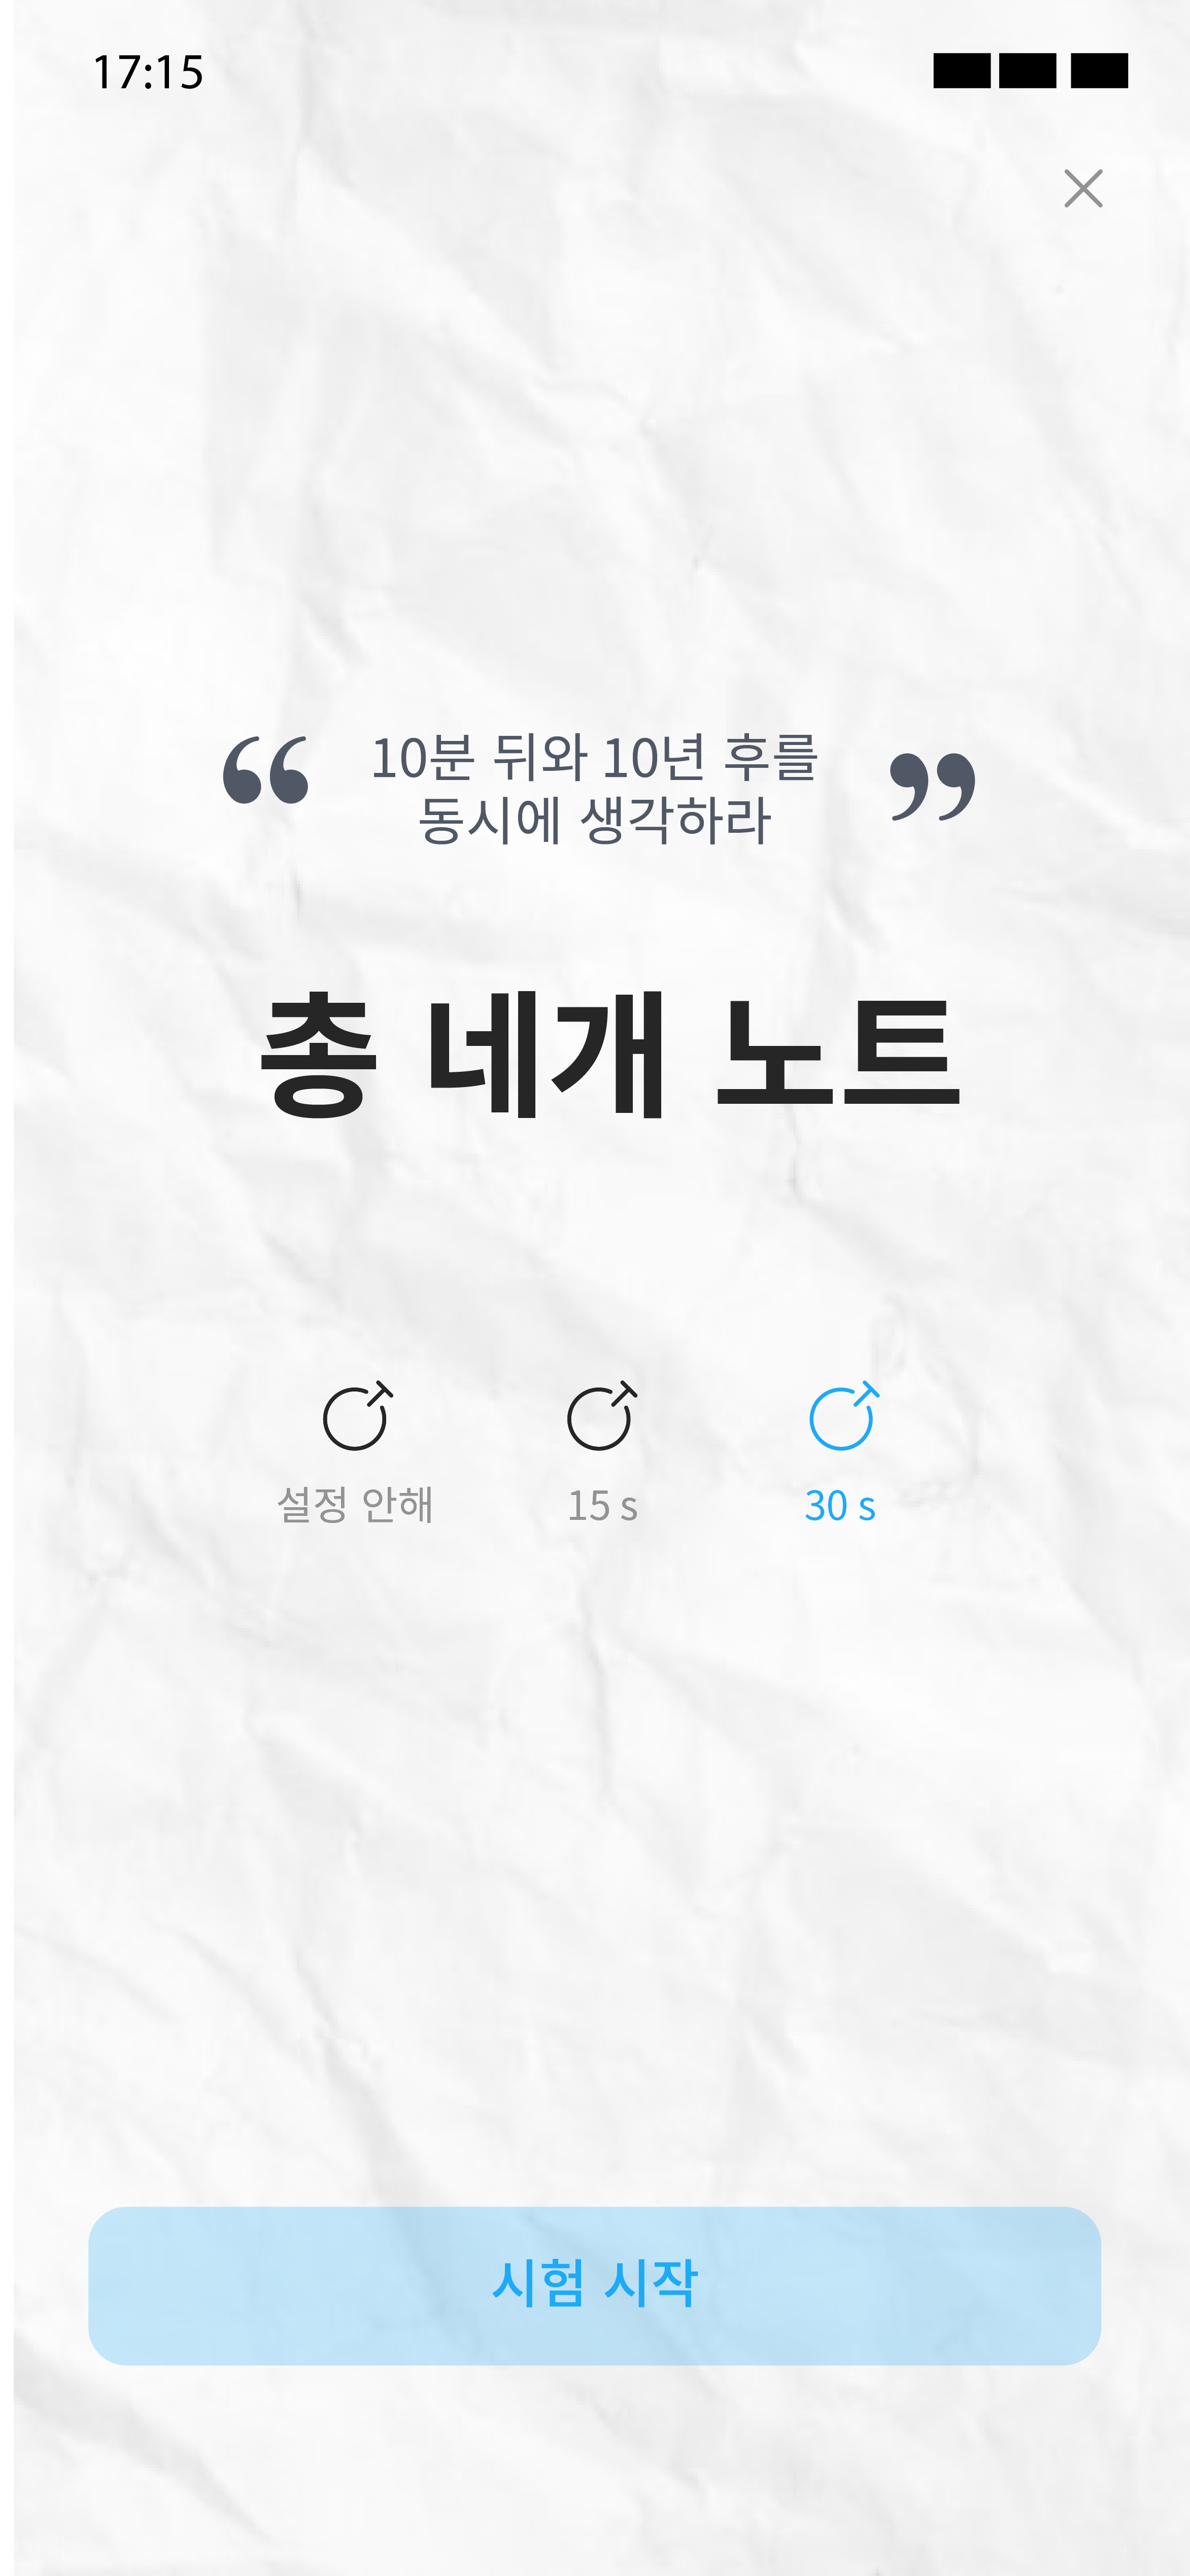 17:15
“ 10분 뒤와 10년 후를 ”
동시에 생각하라
총 네개 노트
설정 안해 15 s 30 s
시험 시작